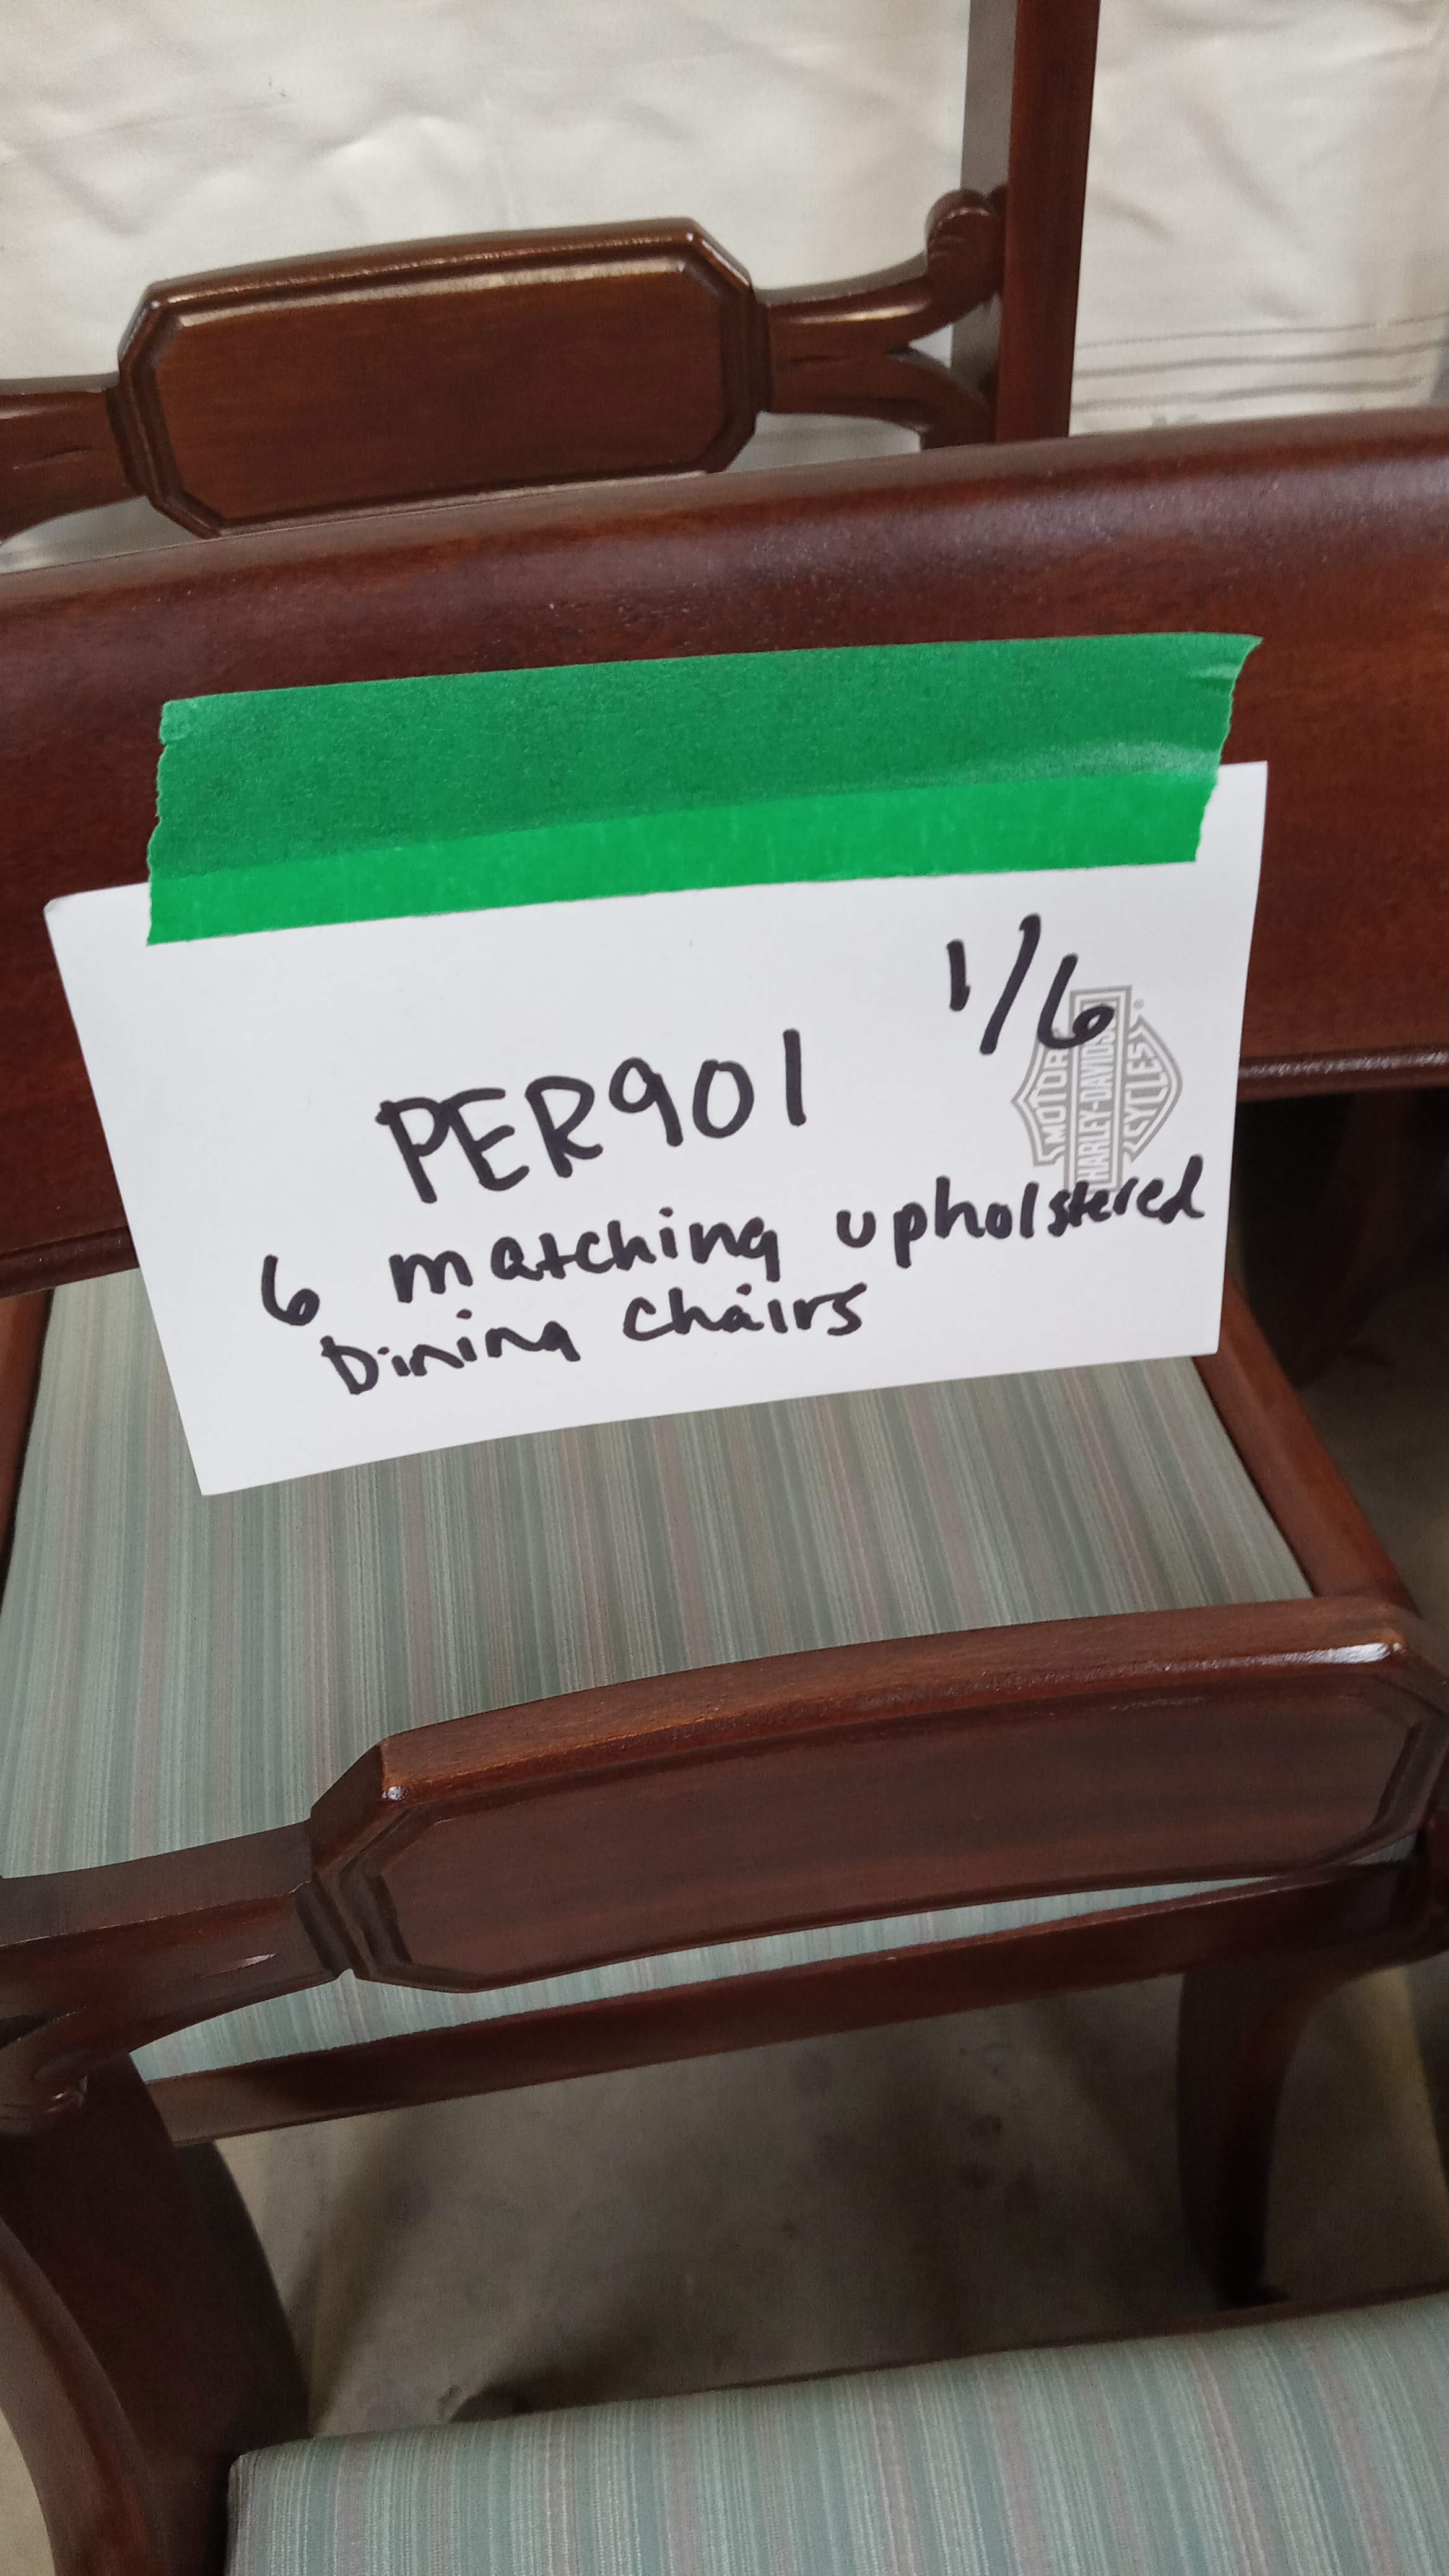 1/6
MOTOR
HARLEY-DAVIDSON
CYCLES
®
PER901
6 matching upholstered
Dining Chairs